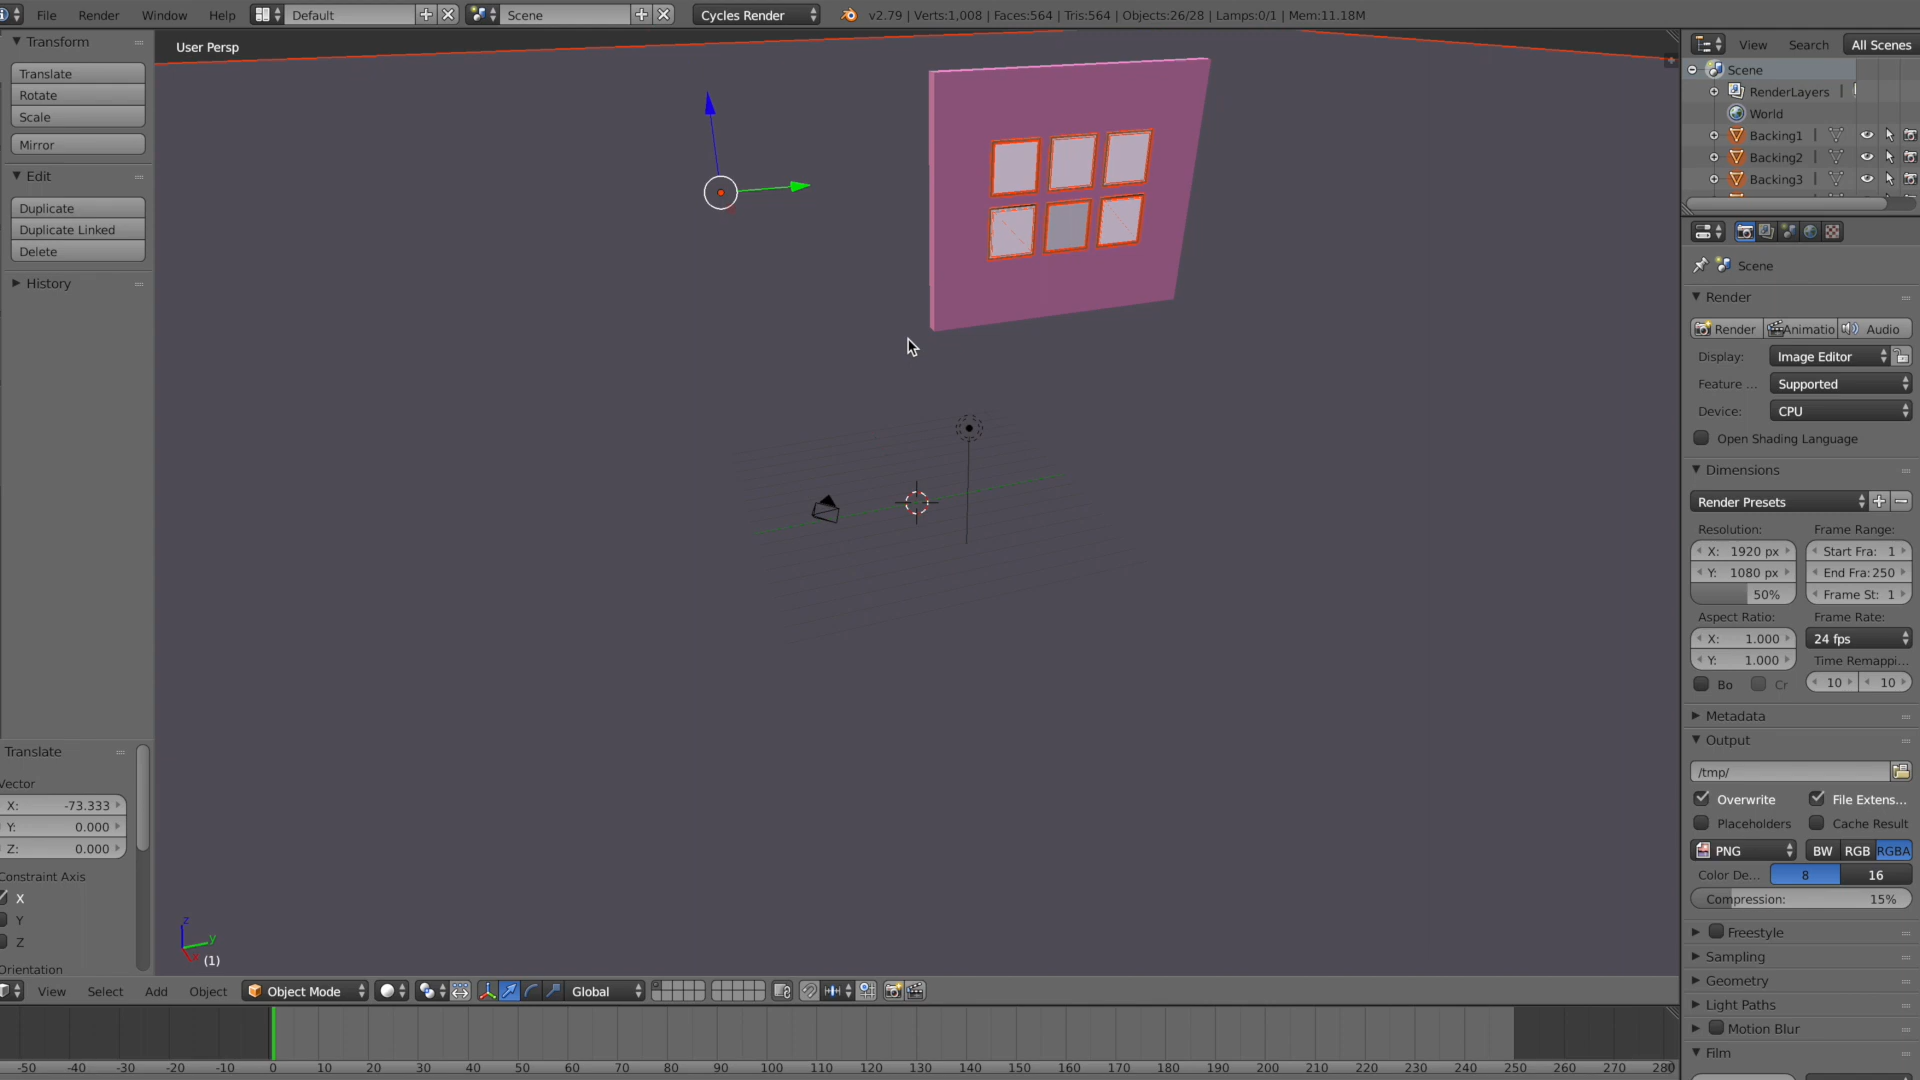 File Render Window Help Default Scene Cycles Render v2.79 | Verts:1,008 | Faces:564 | Tris:564 | Objects:26/28 | Lamps:0/1 | Mem:11.18M
Transform
Translate
Rotate
Scale
Mirror
Edit
Duplicate
Duplicate Linked
Delete
History
Translate
Vector
X: -73.333
Y: 0.000
Z: 0.000
Constraint Axis
X
Y
Z
Orientation
User Persp
z
y
(1)
View Select Add Object Object Mode Global
-50 -40 -30 -20 -10 0 10 20 30 40 50 60 70 80 90 100 110 120 130 140 150 160 170 180 190 200 210 220 230 240 250 260 270 280
View Search All Scenes
Scene
RenderLayers
World
Backing1
Backing2
Backing3
Scene
Render
Render Animatio Audio
Display: Image Editor
Feature ... Supported
Device: CPU
Open Shading Language
Dimensions
Render Presets
Resolution: Frame Range:
X: 1920 px Start Fra: 1
Y: 1080 px End Fra: 250
50% Frame St: 1
Aspect Ratio: Frame Rate:
X: 1.000 24 fps
Y: 1.000 Time Remappi...
Bo Cr 10 10
Metadata
Output
/tmp/
Overwrite File Extens...
Placeholders Cache Result
PNG BW RGB RGBA
Color De... 8 16
Compression: 15%
Freestyle
Sampling
Geometry
Light Paths
Motion Blur
Film